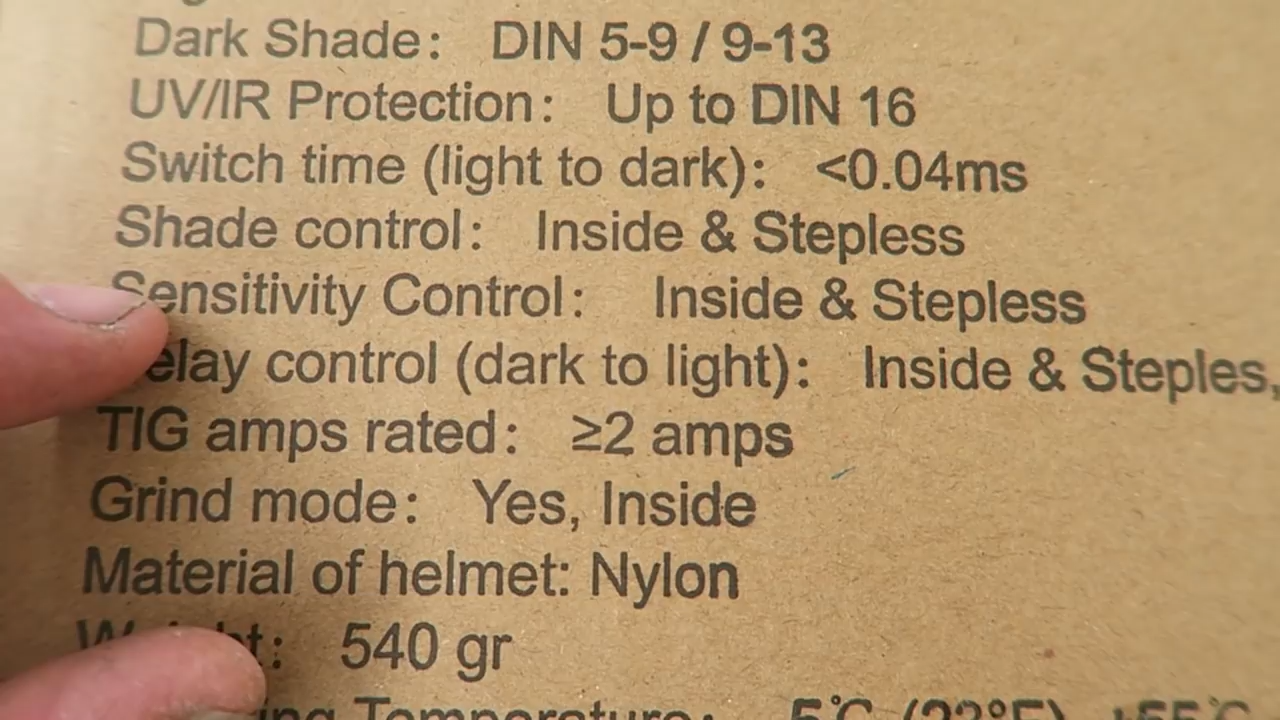 Dark Shade: DIN 5-9 / 9-13
UV/IR Protection: Up to DIN 16
Switch time (light to dark): <0.04ms
Shade control: Inside & Stepless
Sensitivity Control: Inside & Stepless
elay control (dark to light): Inside & Steples,
TIG amps rated: ≥2 amps
Grind mode: Yes, Inside
Material of helmet: Nylon
540 gr
Temperature: